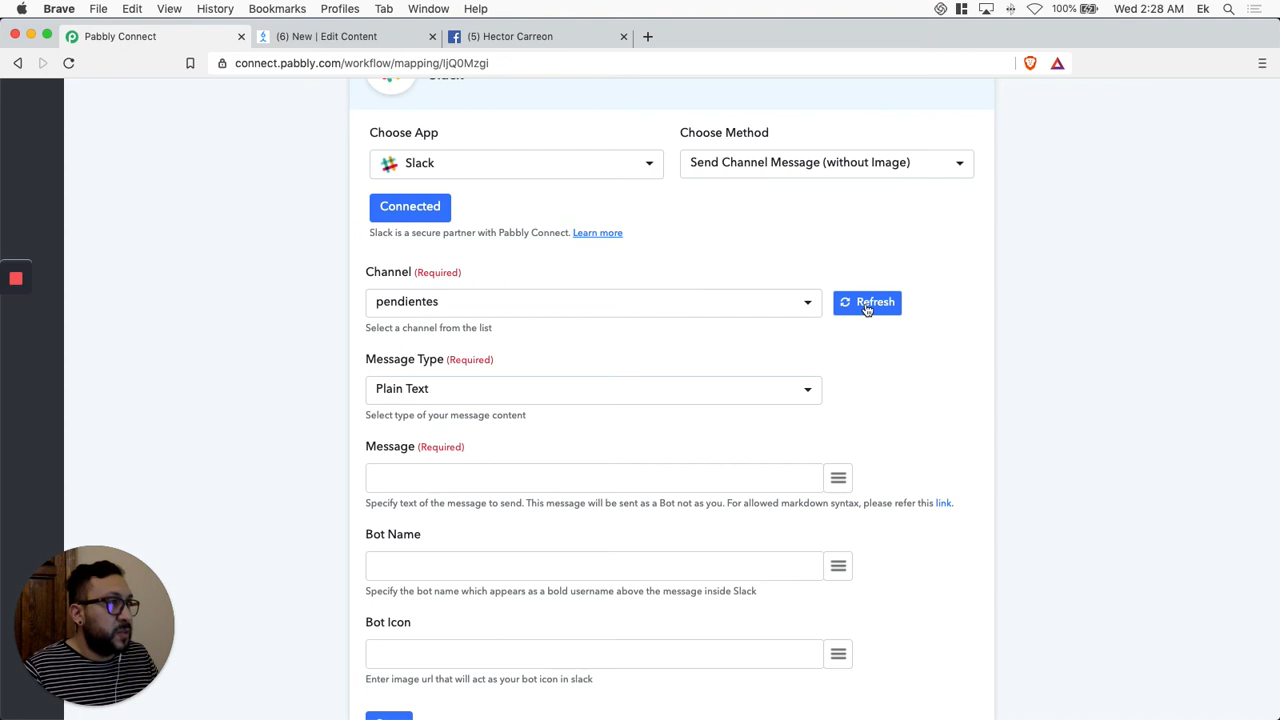 Brave File Edit View History Bookmarks Profiles Tab Window Help 100% Wed 2:28 AM Ek
Pabbly Connect (6) New | Edit Content (5) Hector Carreon
connect.pabbly.com/workflow/mapping/IjQ0Mzgi
Choose App Choose Method
Slack Send Channel Message (without Image)
Connected
Slack is a secure partner with Pabbly Connect. Learn more
Channel (Required)
pendientes Refresh
Select a channel from the list
Message Type (Required)
Plain Text
Select type of your message content
Message (Required)
Specify text of the message to send. This message will be sent as a Bot not as you. For allowed markdown syntax, please refer this link.
Bot Name
Specify the bot name which appears as a bold username above the message inside Slack
Bot Icon
Enter image url that will act as your bot icon in slack